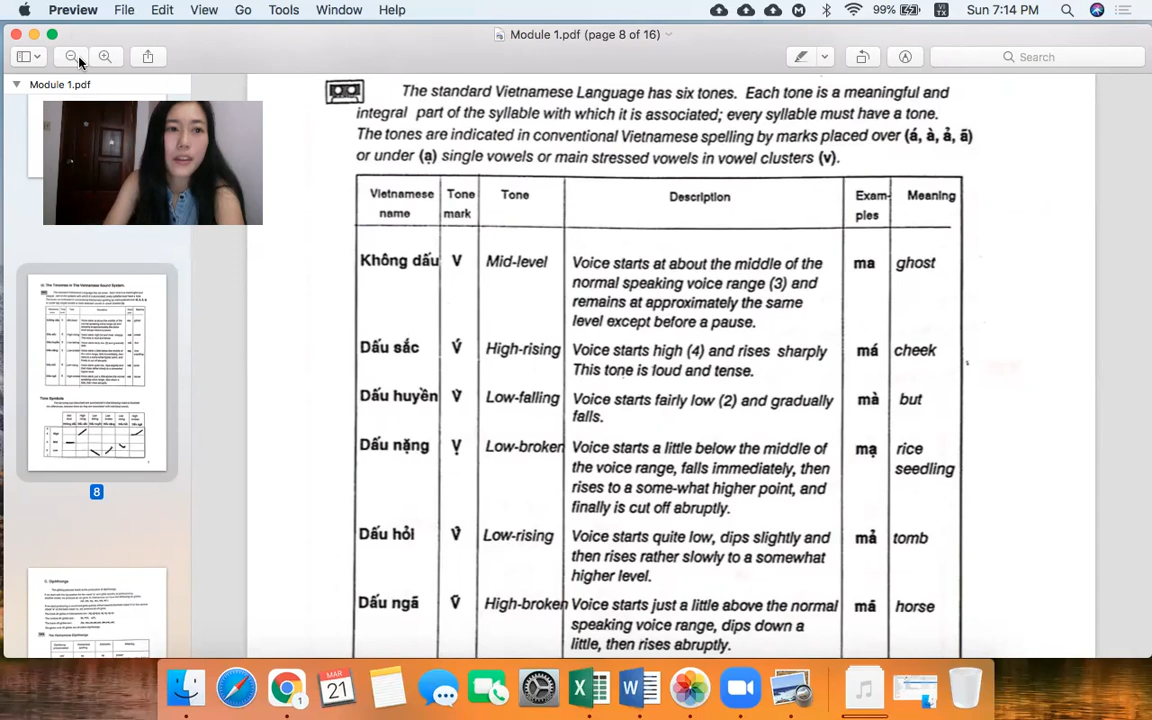 Preview File Edit View Go Tools Window Help 99% VI TX Sun 7:14 PM
Module 1.pdf (page 8 of 16)
Search
Module 1.pdf
The standard Vietnamese Language has six tones. Each tone is a meaningful and
integral part of the syllable with which it is associated; every syllable must have a tone.
The tones are indicated in conventional Vietnamese spelling by marks placed over (á, à, ả, ã)
or under (ạ) single vowels or main stressed vowels in vowel clusters (v).
Vietnamese name Tone mark Tone Description Exam-ples Meaning
Không dấu V Mid-level Voice starts at about the middle of the ma ghost
normal speaking voice range (3) and
remains at approximately the same
level except before a pause.
Dấu sắc V́ High-rising Voice starts high (4) and rises sharply má cheek
This tone is loud and tense.
Dấu huyền V̀ Low-falling Voice starts fairly low (2) and gradually mà but
falls.
Dấu nặng Ṿ Low-broken Voice starts a little below the middle of mạ rice
the voice range, falls immediately, then seedling
rises to a some-what higher point, and
finally is cut off abruptly.
Dấu hỏi V̉ Low-rising Voice starts quite low, dips slightly and mả tomb
then rises rather slowly to a somewhat
higher level.
Dấu ngã Ṽ High-broken Voice starts just a little above the normal mã horse
speaking voice range, dips down a
little, then rises abruptly.
8
MAR
21